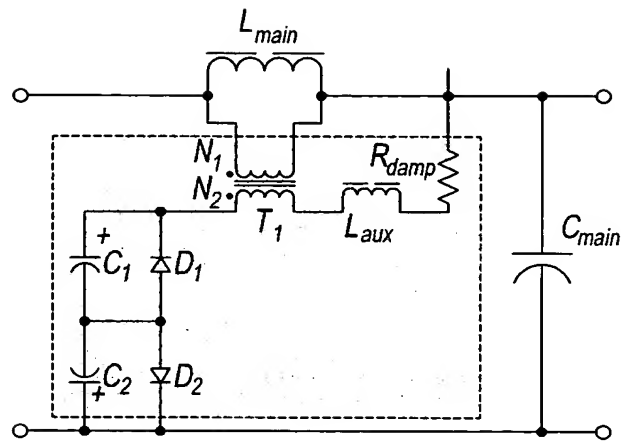 L_main
N_1
N_2
T_1
L_aux
R_damp
C_main
+
C_1
D_1
C_2
+
D_2